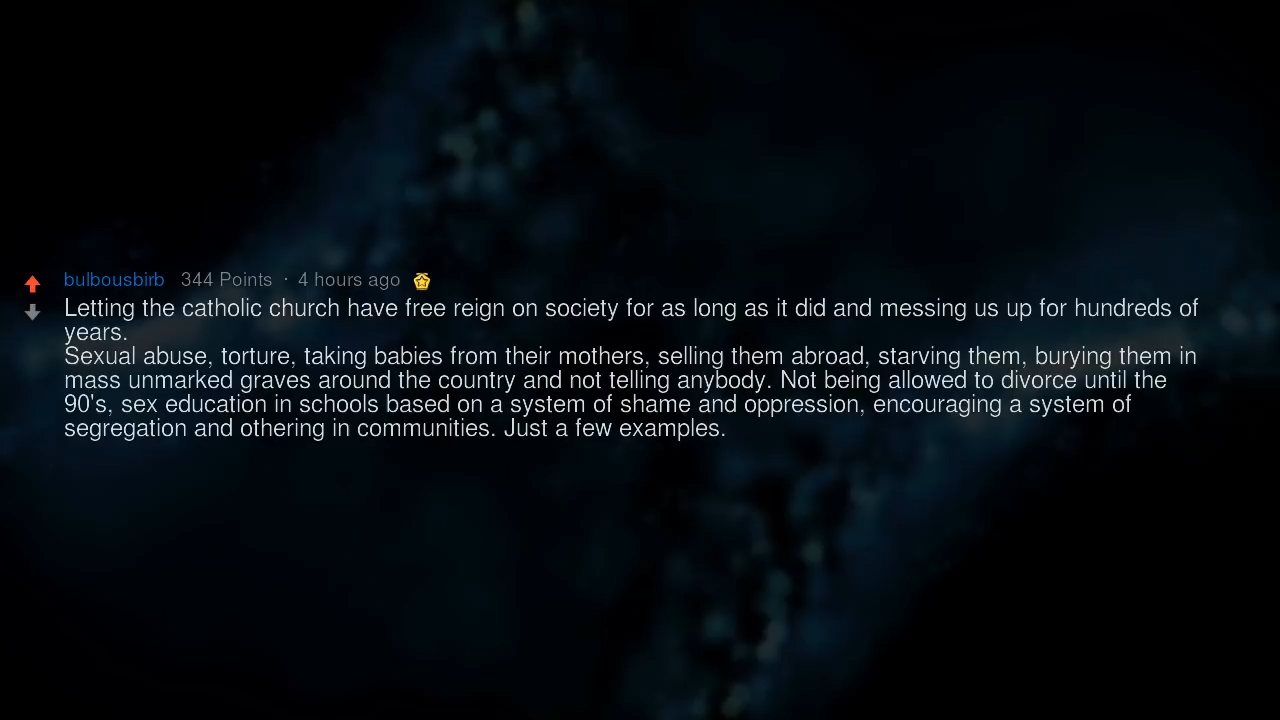 bulbousbirb 344 Points · 4 hours ago
Letting the catholic church have free reign on society for as long as it did and messing us up for hundreds of
years.
Sexual abuse, torture, taking babies from their mothers, selling them abroad, starving them, burying them in
mass unmarked graves around the country and not telling anybody. Not being allowed to divorce until the
90's, sex education in schools based on a system of shame and oppression, encouraging a system of
segregation and othering in communities. Just a few examples.